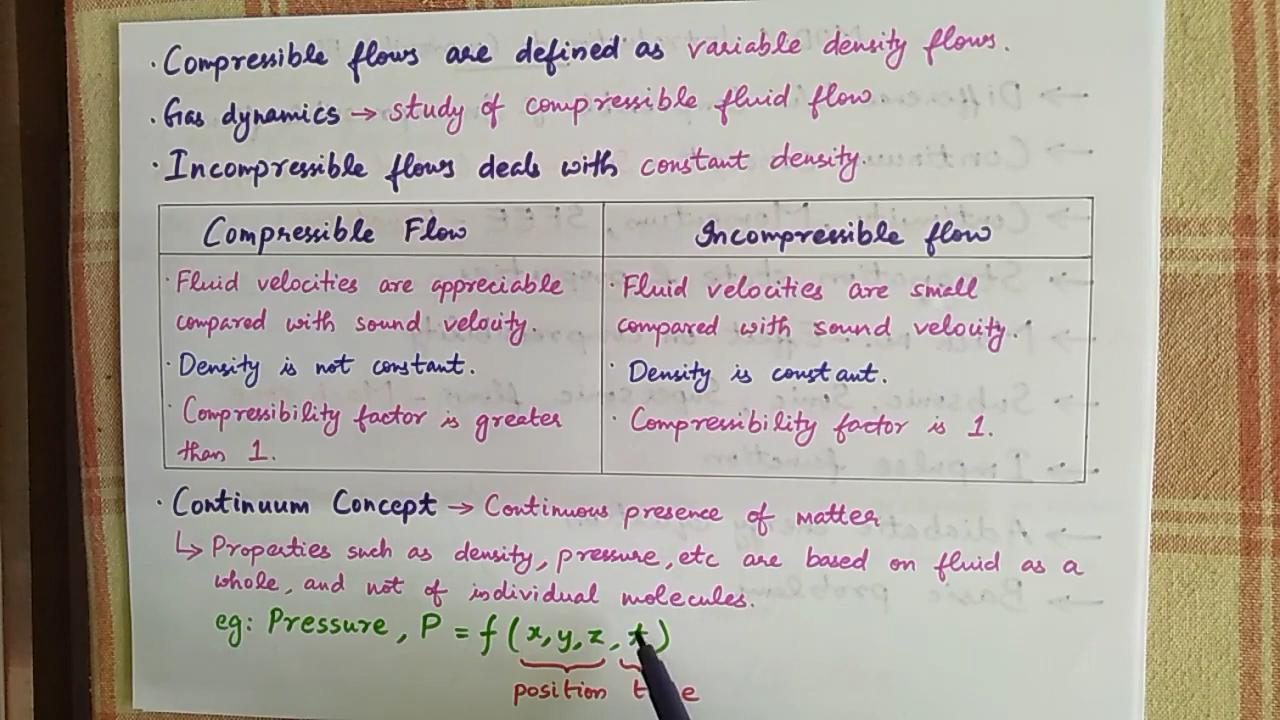 · Compressible flows are defined as variable density flows.
· Gas dynamics → study of compressible fluid flow
· Incompressible flows deals with constant density.
Compressible Flow
Incompressible flow
· Fluid velocities are appreciable
compared with sound velocity.
· Density is not constant.
· Compressibility factor is greater
than 1.
· Fluid velocities are small
compared with sound velocity.
· Density is constant.
· Compressibility factor is 1.
· Continuum Concept → Continuous presence of matter
↳ Properties such as density, pressure, etc are based on fluid as a
whole, and not of individual molecules.
eg: Pressure, P = f (x, y, z, t)
position